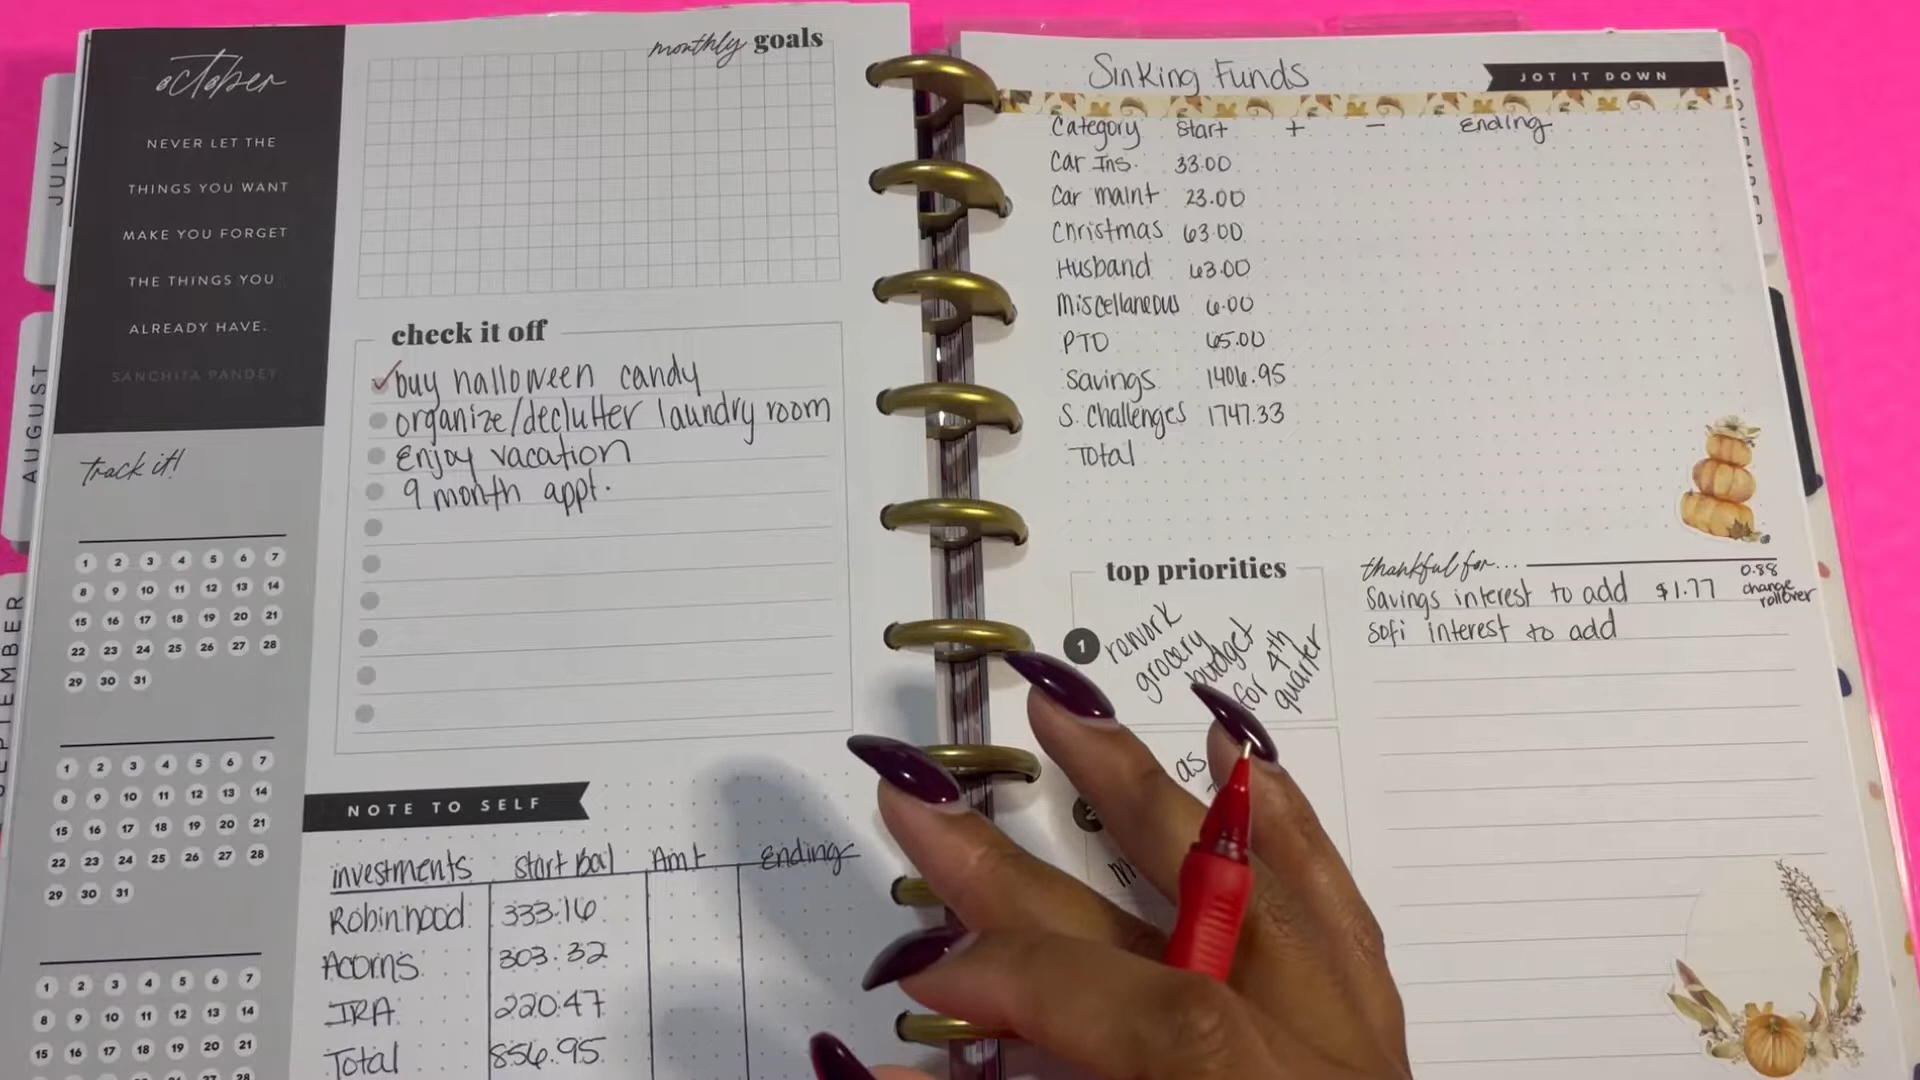 october
NEVER LET THE
THINGS YOU WANT
MAKE YOU FORGET
THE THINGS YOU
ALREADY HAVE.
SANCHITA PANDEY
track it!
1 2 3 4 5 6 7
8 9 10 11 12 13 14
15 16 17 18 19 20 21
22 23 24 25 26 27 28
29 30 31
1 2 3 4 5 6 7
8 9 10 11 12 13 14
15 16 17 18 19 20 21
22 23 24 25 26 27 28
29 30 31
1 2 3 4 5 6 7
8 9 10 11 12 13 14
15 16 17 18 19 20 21
27 28
JULY
AUGUST
SEPTEMBER
monthly goals
check it off
buy halloween candy
organize/declutter laundry room
Enjoy vacation
9 month appt.
NOTE TO SELF
investments Start Bal Amt Ending
Robinhood 333.16
Acorns 303.32
IRA 220.47
Total 856.95
Sinking Funds
JOT IT DOWN
Category Start + - Ending
Car Ins. 33.00
Car maint 23.00
Christmas 63.00
Husband 63.00
Miscellaneous 6.00
PTO 65.00
Savings 1406.95
S. Challenges 1747.33
Total
top priorities
1
rework
grocery
budget
for 4th
quarter
2
as
thankful for...
Savings interest to add $1.77
0.88
change
rollover
Sofi interest to add
NOVEMBER